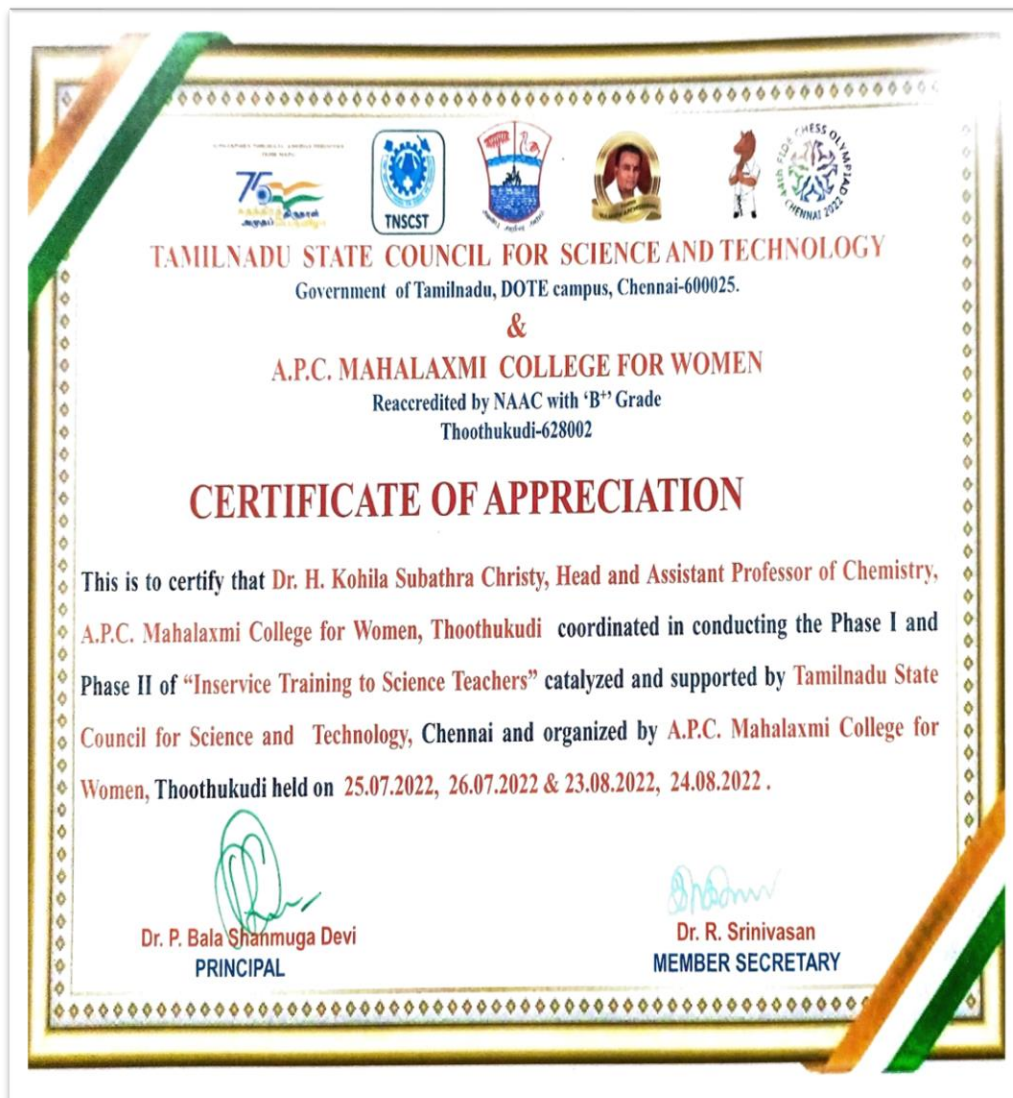 75
TNSCST
44th FIDE CHESS OLYMPIAD
CHENNAI 2022
TAMILNADU STATE COUNCIL FOR SCIENCE AND TECHNOLOGY
Government of Tamilnadu, DOTE campus, Chennai-600025.
&
A.P.C. MAHALAXMI COLLEGE FOR WOMEN
Reaccredited by NAAC with ‘B+’ Grade
Thoothukudi-628002
CERTIFICATE OF APPRECIATION
This is to certify that Dr. H. Kohila Subathra Christy, Head and Assistant Professor of Chemistry,
A.P.C. Mahalaxmi College for Women, Thoothukudi coordinated in conducting the Phase I and
Phase II of “Inservice Training to Science Teachers” catalyzed and supported by Tamilnadu State
Council for Science and Technology, Chennai and organized by A.P.C. Mahalaxmi College for
Women, Thoothukudi held on 25.07.2022, 26.07.2022 & 23.08.2022, 24.08.2022 .
Dr. P. Bala Shanmuga Devi
PRINCIPAL
Dr. R. Srinivasan
MEMBER SECRETARY